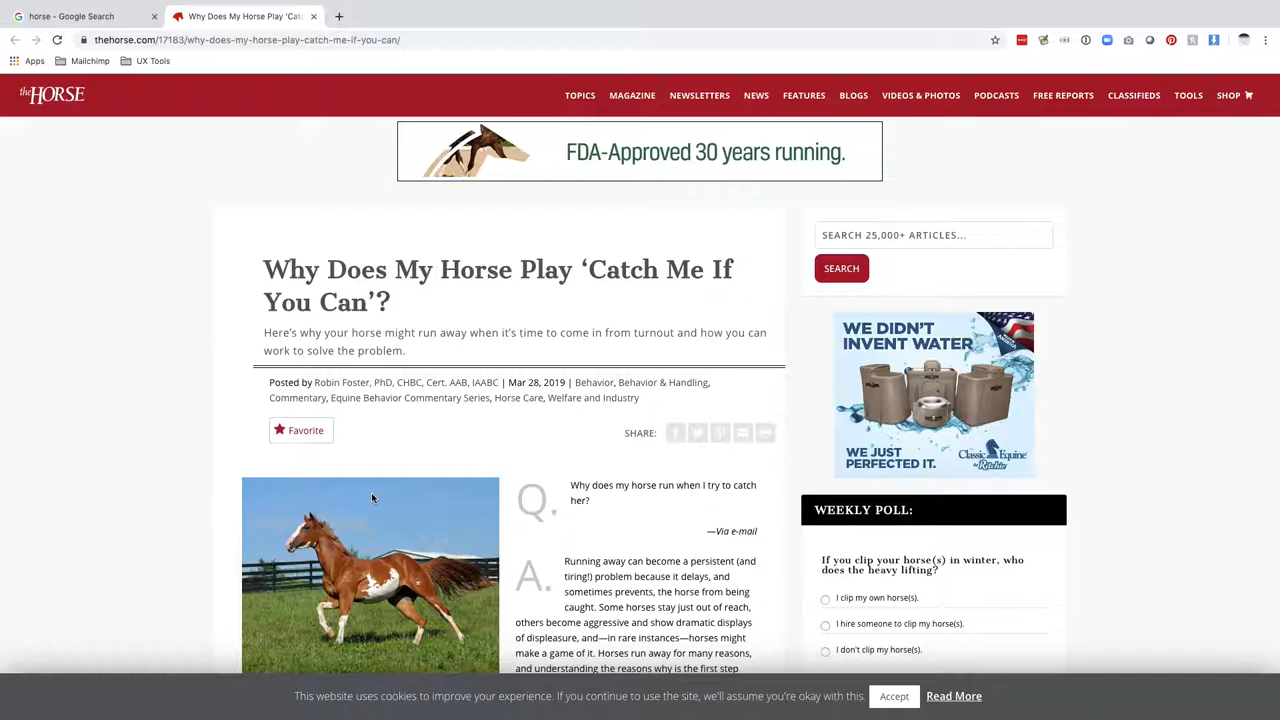 horse - Google Search
Why Does My Horse Play 'Catc
thehorse.com/17183/why-does-my-horse-play-catch-me-if-you-can/
Apps Mailchimp UX Tools
the HORSE
TOPICS MAGAZINE NEWSLETTERS NEWS FEATURES BLOGS VIDEOS & PHOTOS PODCASTS FREE REPORTS CLASSIFIEDS TOOLS SHOP
FDA-Approved 30 years running.
Why Does My Horse Play ‘Catch Me If
You Can’?
Here’s why your horse might run away when it’s time to come in from turnout and how you can
work to solve the problem.
Posted by Robin Foster, PhD, CHBC, Cert. AAB, IAABC | Mar 28, 2019 | Behavior, Behavior & Handling,
Commentary, Equine Behavior Commentary Series, Horse Care, Welfare and Industry
Favorite
SHARE:
Q. Why does my horse run when I try to catch
her?
—Via e-mail
A. Running away can become a persistent (and
tiring!) problem because it delays, and
sometimes prevents, the horse from being
caught. Some horses stay just out of reach,
others become aggressive and show dramatic displays
of displeasure, and—in rare instances—horses might
make a game of it. Horses run away for many reasons,
and understanding the reasons why is the first step
SEARCH 25,000+ ARTICLES...
SEARCH
WE DIDN’T
INVENT WATER
WE JUST
PERFECTED IT.
Classic Equine
by Ritchie
WEEKLY POLL:
If you clip your horse(s) in winter, who
does the heavy lifting?
I clip my own horse(s).
I hire someone to clip my horse(s).
I don't clip my horse(s).
This website uses cookies to improve your experience. If you continue to use the site, we'll assume you're okay with this. Accept Read More